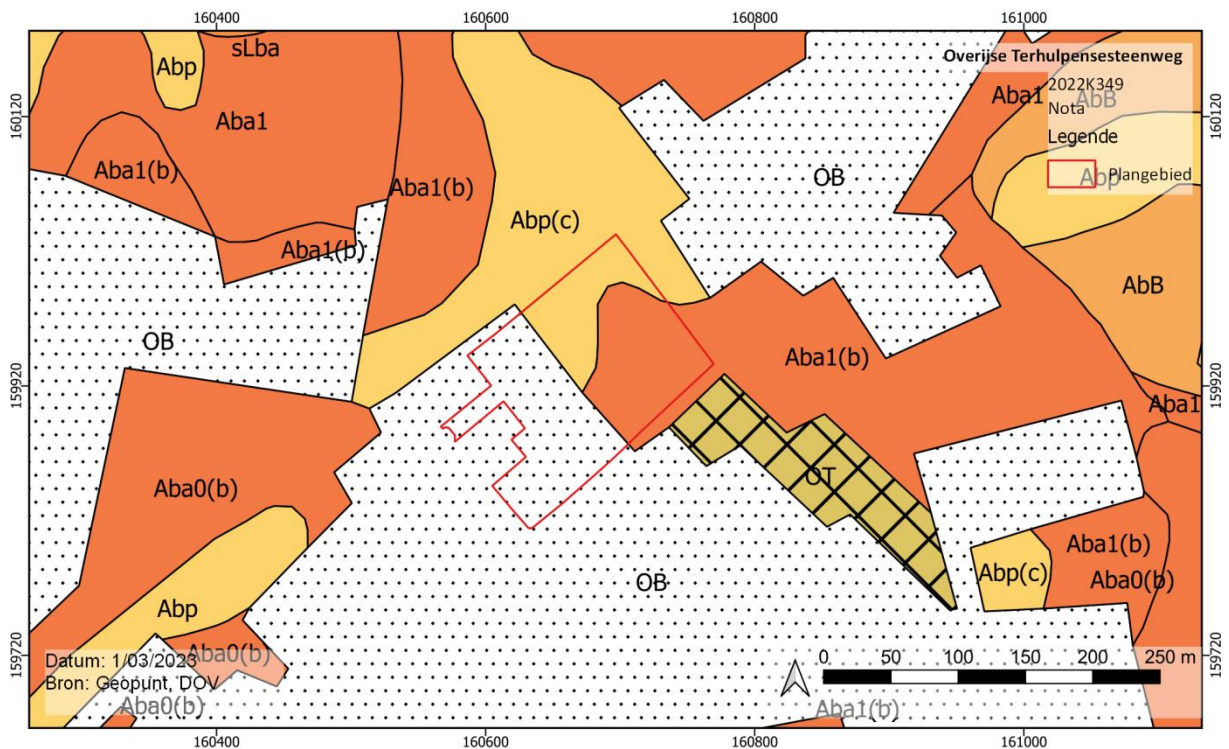 160400 160600 160800 161000
160120
160120
159920
159920
159720
159720
160400 160600 160800 161000
Overijse Terhulpensesteenweg
2022K349
Nota
Legende
Plangebied
sLba
Abp
Aba1
Aba1(b)
Aba1(b)
Aba1(b)
Abp(c)
OB
Aba1
AbB
Abp
AbB
OB
Aba1(b)
Aba1
Aba0(b)
OT
OB
Abp(c)
Aba1(b)
Aba0(b)
Abp
Aba0(b)
Aba0(b)
Aba1(b)
Datum: 1/03/2023
Bron: Geopunt, DOV
0 50 100 150 200 250 m